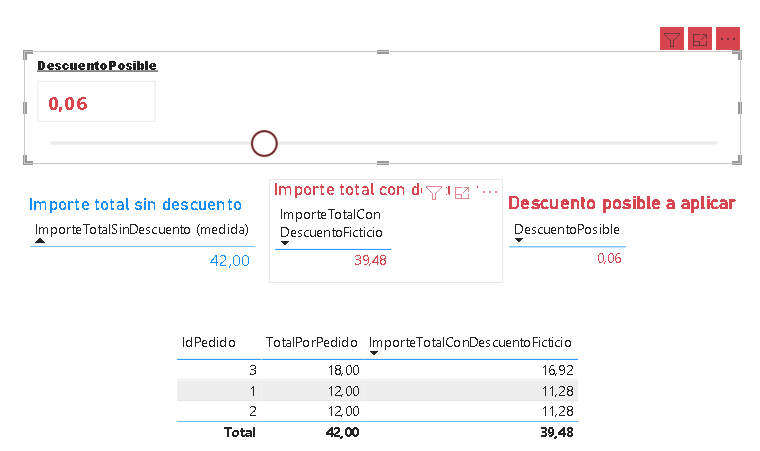 DescuentoPosible
0,06
Importe total sin descuento
ImporteTotalSinDescuento (medida)
42,00
Importe total con
ImporteTotalCon
DescuentoFicticio
39,48
Descuento posible a aplicar
DescuentoPosible
0,06
IdPedido TotalPorPedido ImporteTotalConDescuentoFicticio
3 18,00 16,92
1 12,00 11,28
2 12,00 11,28
Total 42,00 39,48